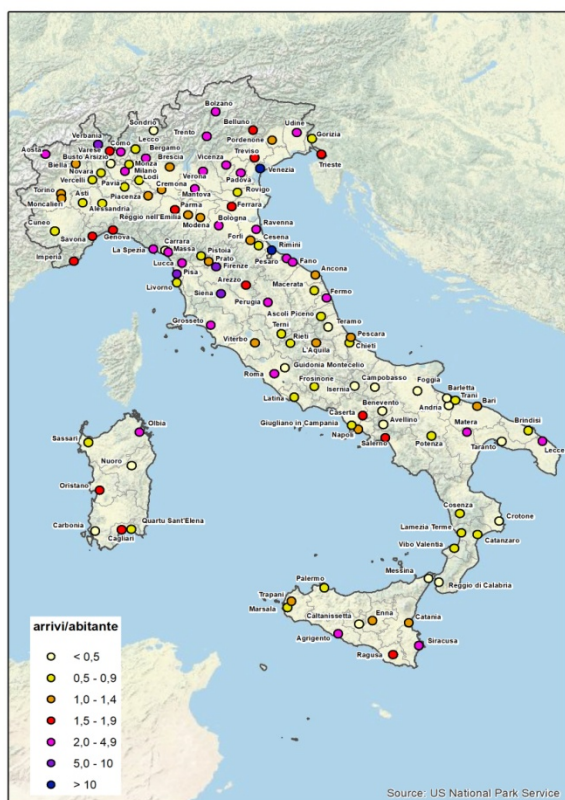 Bolzano
Sondrio
Belluno
Verbania
Lecco
Udine
Trento
Pordenone
Gorizia
Aosta
Varese
Como
Bergamo
Treviso
Busto Arsizio
Monza
Brescia
Vicenza
Trieste
Biella
Novara
Milano
Verona
Venezia
Vercelli
Lodi
Padova
Pavia
Cremona
Torino
Asti
Piacenza
Mantova
Rovigo
Moncalieri
Alessandria
Parma
Ferrara
Reggio nell'Emilia
Cuneo
Modena
Bologna
Ravenna
Savona
Genova
Forlì
Cesena
La Spezia
Carrara
Rimini
Imperia
Massa
Pistoia
Lucca
Prato
Pesaro
Fano
Pisa
Firenze
Arezzo
Ancona
Livorno
Macerata
Siena
Fermo
Perugia
Ascoli Piceno
Grosseto
Terni
Teramo
Viterbo
Rieti
Pescara
L'Aquila
Chieti
Guidonia Montecelio
Roma
Frosinone
Campobasso
Isernia
Foggia
Barletta
Latina
Trani
Benevento
Andria
Bari
Caserta
Avellino
Giugliano in Campania
Matera
Brindisi
Olbia
Napoli
Salerno
Potenza
Taranto
Lecce
Sassari
Nuoro
Oristano
Cosenza
Crotone
Quartu Sant'Elena
Carbonia
Lamezia Terme
Cagliari
Vibo Valentia
Catanzaro
Messina
Palermo
Reggio di Calabria
Trapani
Marsala
Caltanissetta
Enna
Catania
Agrigento
Siracusa
Ragusa
arrivi/abitante
< 0,5
0,5 - 0,9
1,0 - 1,4
1,5 - 1,9
2,0 - 4,9
5,0 - 10
> 10
Source: US National Park Service